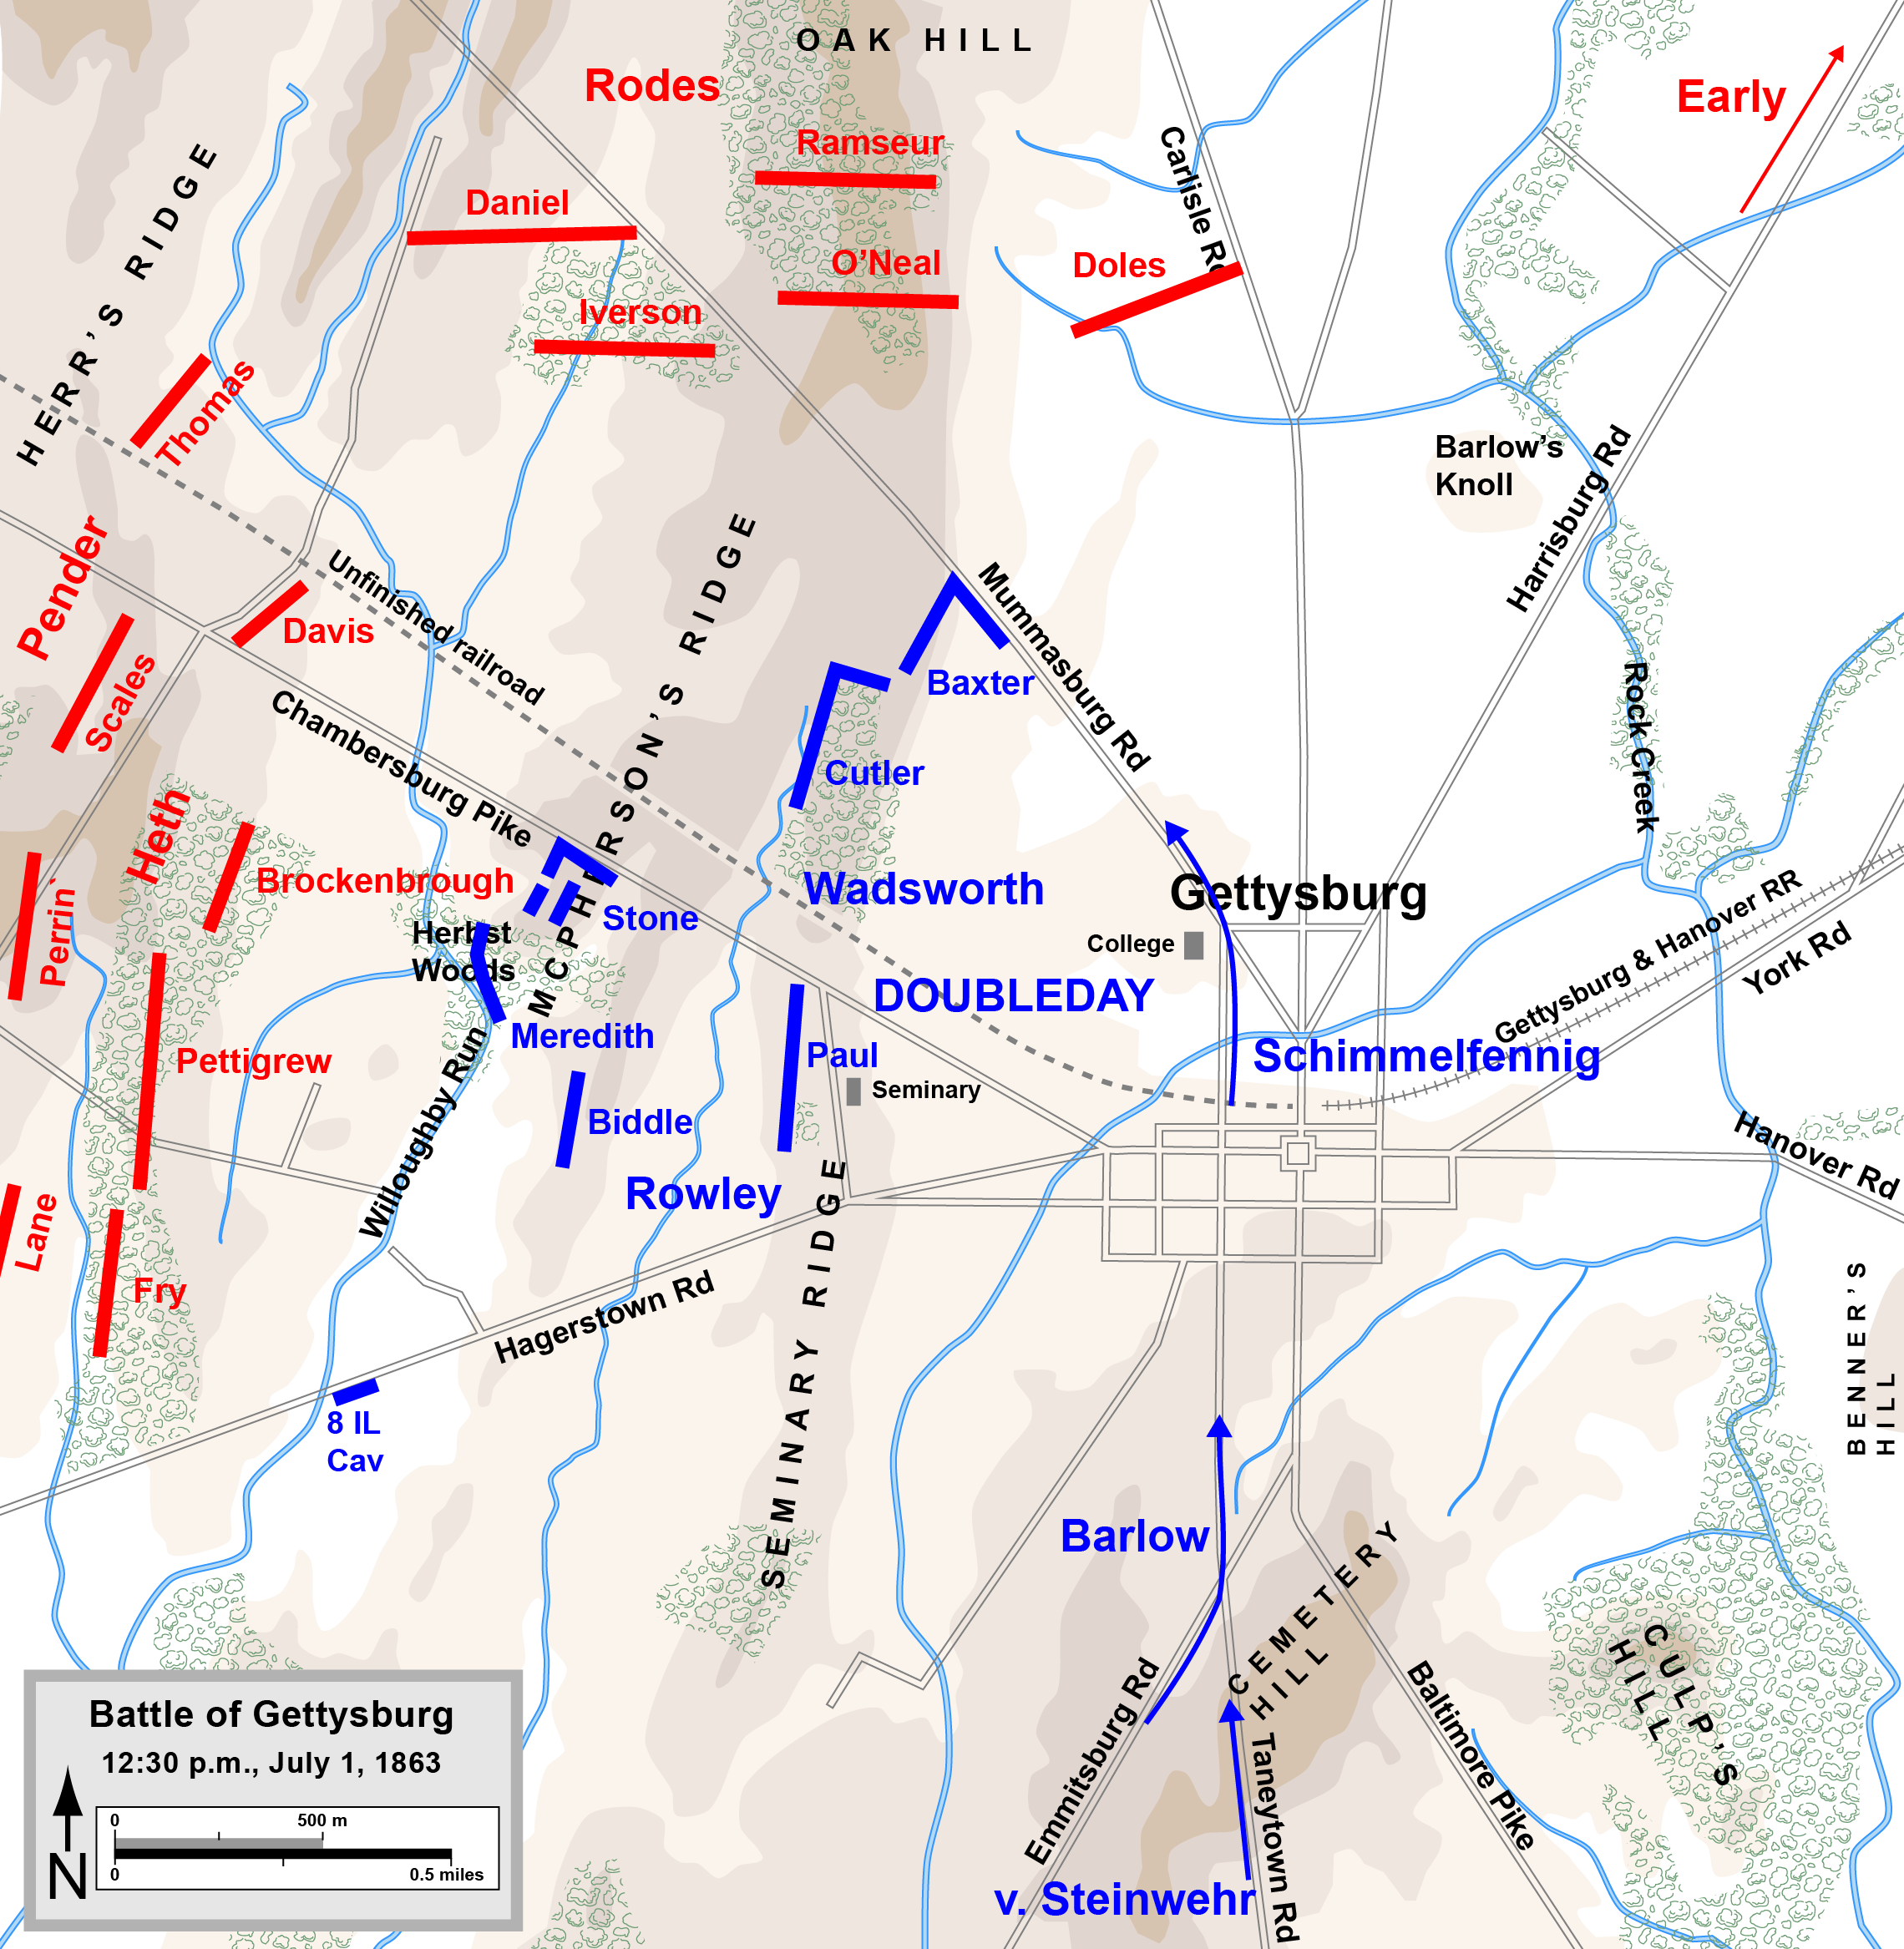 OAK HILL
Rodes
Early
Ramseur
Carlisle Rd
HERR'S RIDGE
Daniel
O'Neal
Doles
Iverson
Thomas
Barlow's
Knoll
Harrisburg Rd
Pender
Unfinished railroad
Davis
Scales
MCPHERSON'S RIDGE
Mummasburg Rd
Baxter
Rock Creek
Chambersburg Pike
Cutler
Heth
Brockenbrough
Stone
Wadsworth
Gettysburg
Perrin`
Herbst
Woods
College
Gettysburg & Hanover RR
York Rd
DOUBLEDAY
Meredith
Paul
Schimmelfennig
Pettigrew
Willoughby Run
Seminary
Biddle
Hanover Rd
Rowley
Lane
Fry
SEMINARY RIDGE
Hagerstown Rd
BENNER'S
HILL
8 IL
Cav
Barlow
CEMETERY
HILL
CULP'S
HILL
Emmitsburg Rd
Taneytown Rd
Baltimore Pike
v. Steinwehr
Battle of Gettysburg
12:30 p.m., July 1, 1863
0 500 m
0 0.5 miles
N